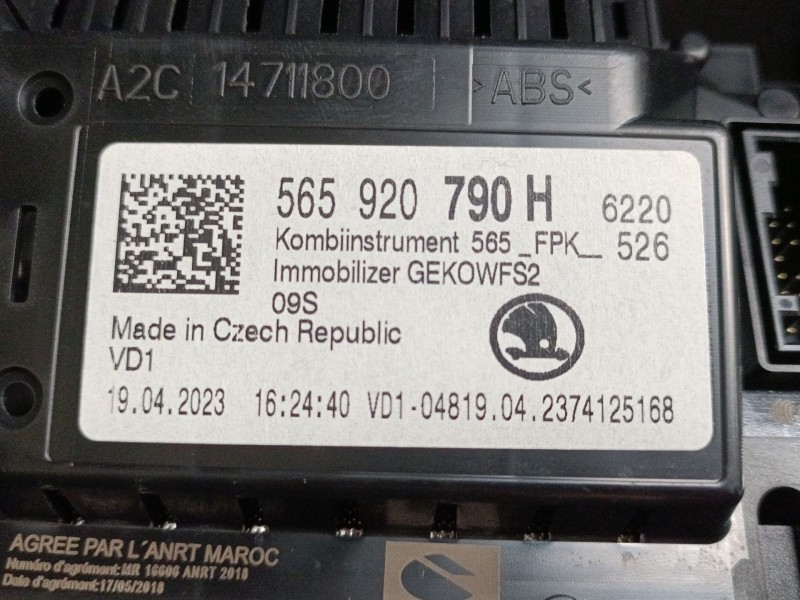 A2C 14711800 >ABS<
565 920 790 H 6220
Kombiinstrument 565_FPK__ 526
Immobilizer GEKOWFS2
09S
Made in Czech Republic
VD1
19.04.2023 16:24:40 VD1-04819.04.2374125168
AGREE PAR L´ANRT MAROC
Numéro d'agrément:MR 16606 ANRT 2018
Date d'agrément:17/05/2018